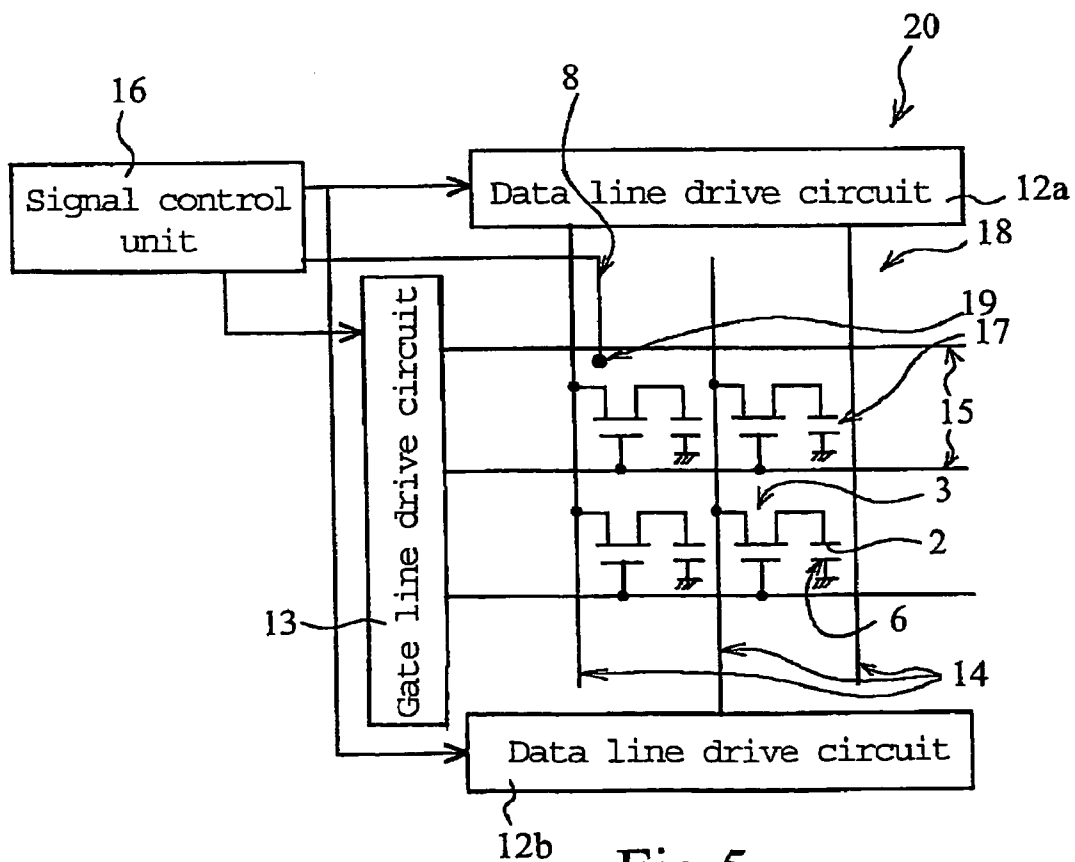 20
8
16
Data line drive circuit
12a
Signal control
unit
18
19
17
15
Gate line drive circuit
3
2
13
6
14
Data line drive circuit
12b
Fig. 5